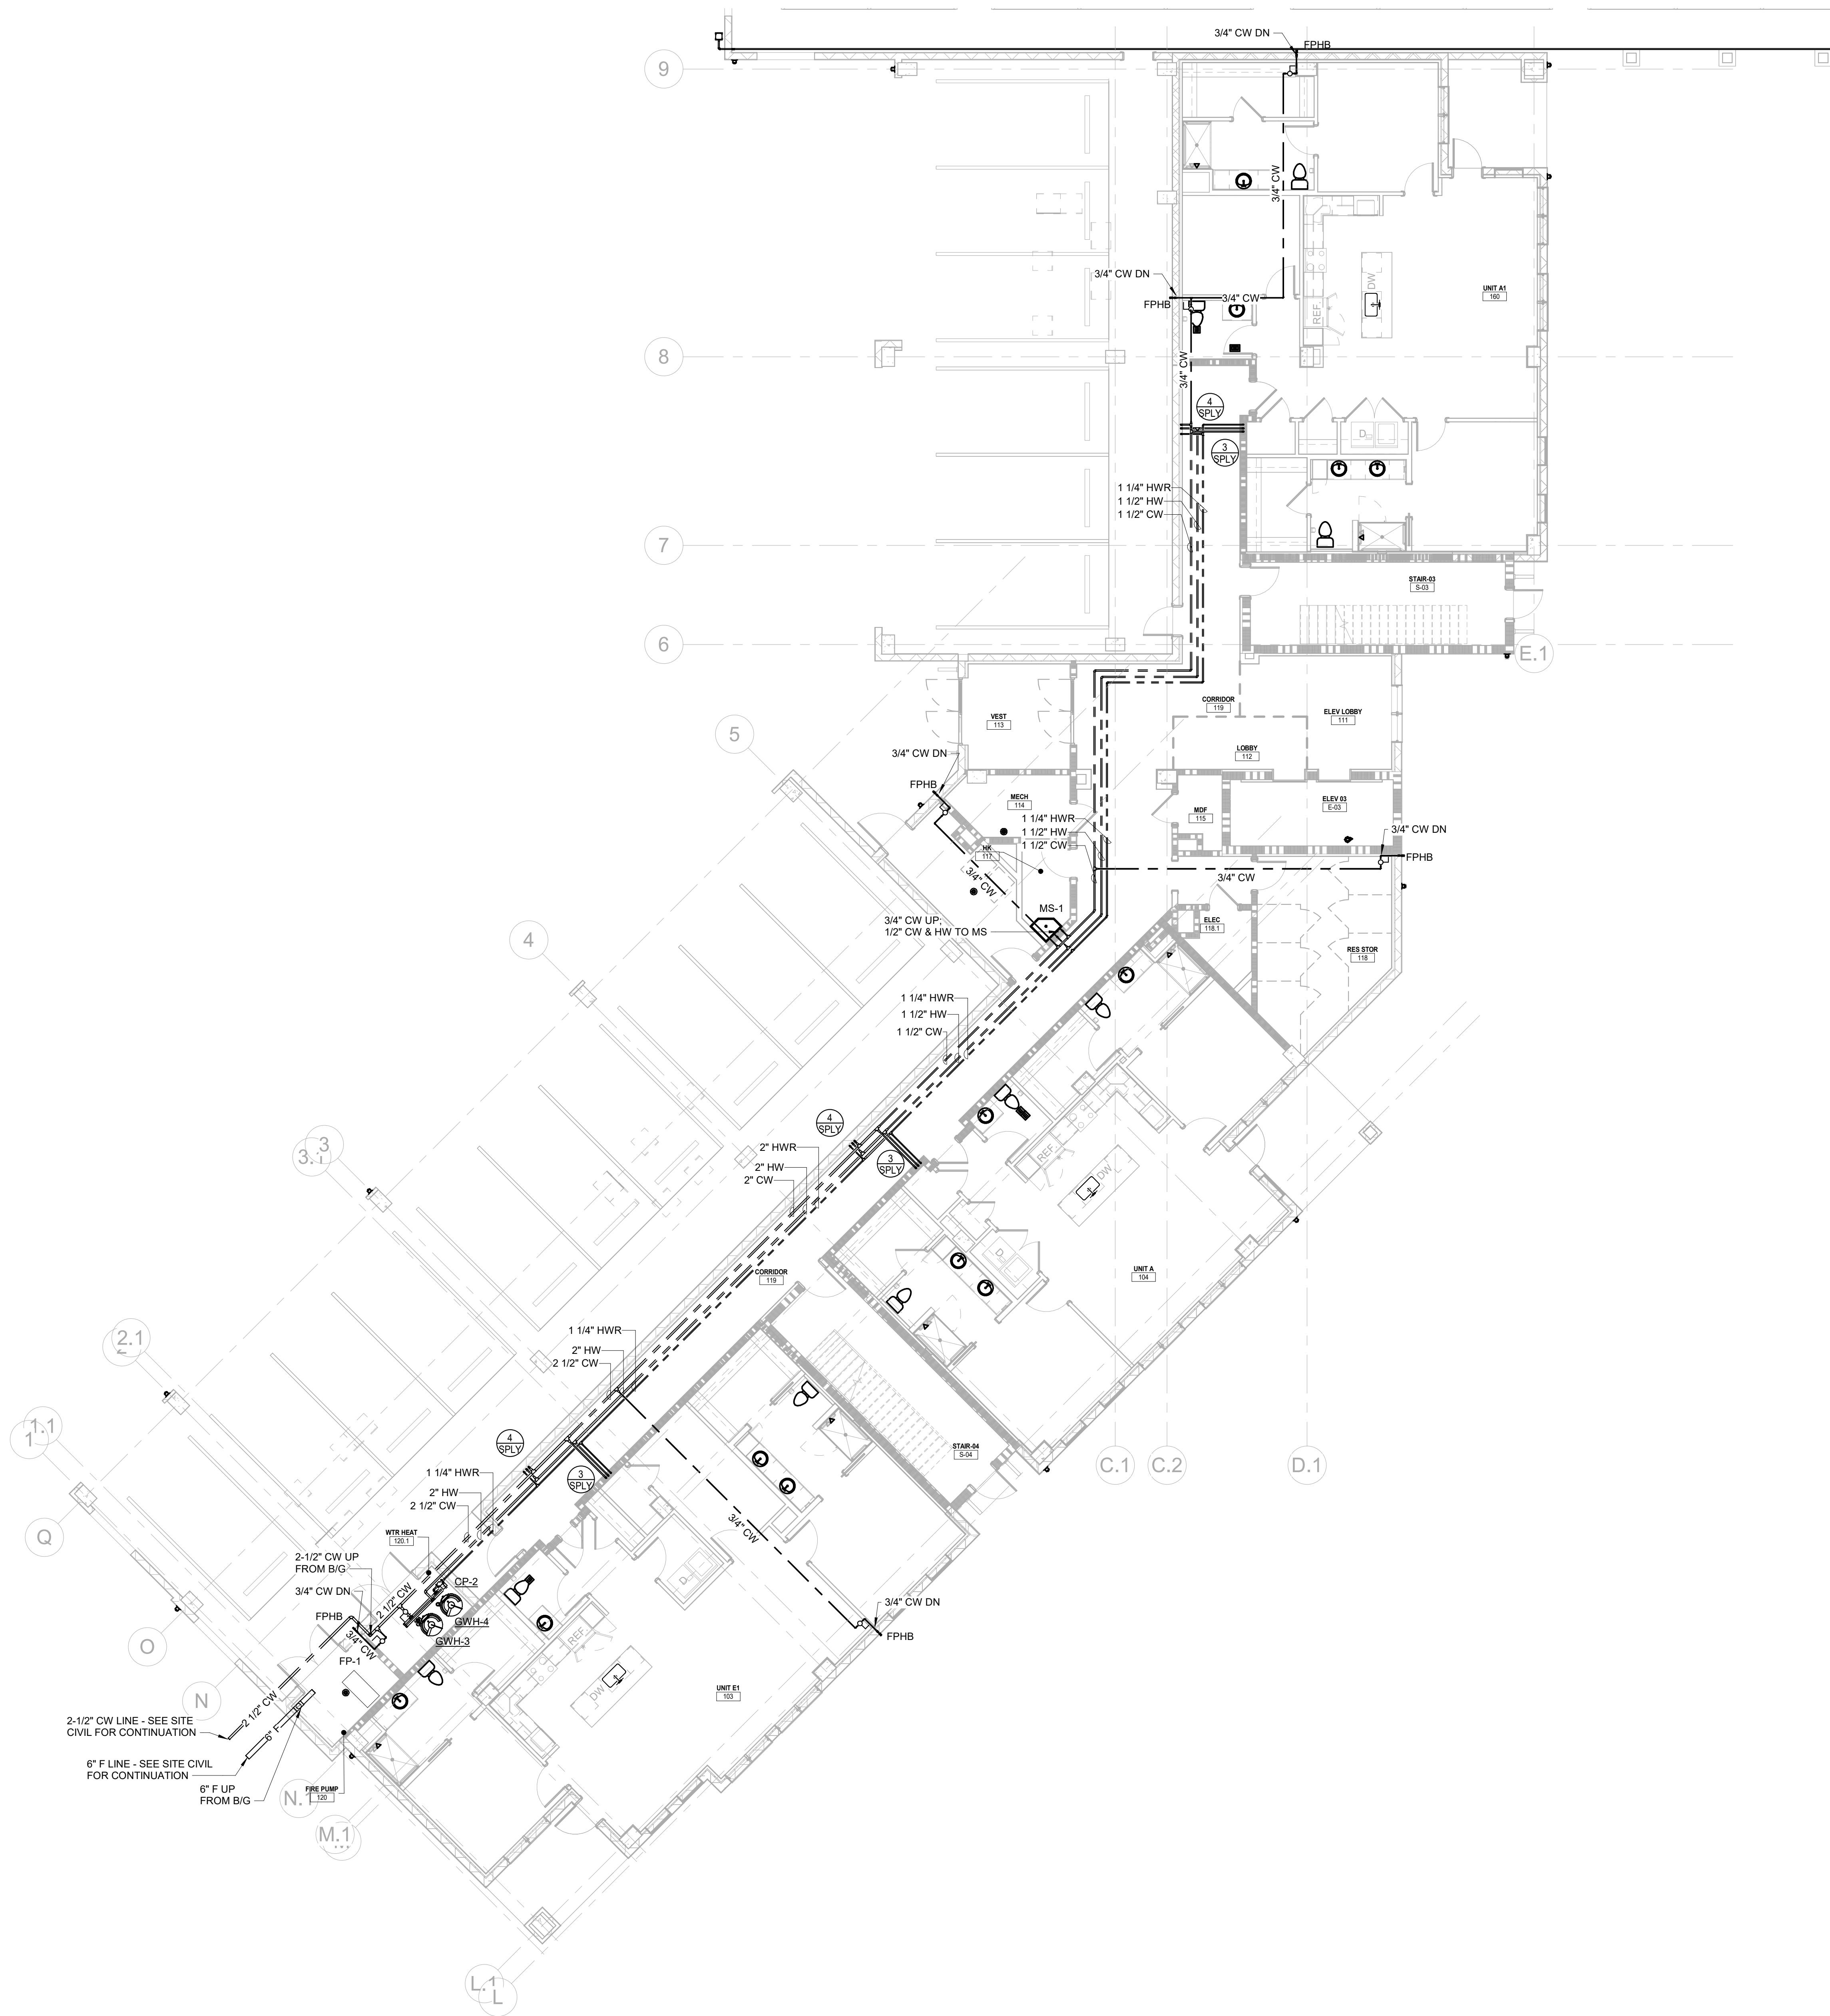 3/4" CW DN
FPHB
9
3/4" CW
DW
REF.
UNIT A1
160
3/4" CW DN
FPHB
3/4" CW
8
3/4" CW
4
SPLY
3
SPLY
D
1 1/4" HWR
1 1/2" HW
1 1/2" CW
7
STAIR-03
S-03
6
E.1
CORRIDOR
119
ELEV LOBBY
111
VEST
113
5
LOBBY
112
3/4" CW DN
FPHB
MECH
114
ELEV 03
E-03
MDF
115
1 1/4" HWR
1 1/2" HW
1 1/2" CW
3/4" CW DN
FPHB
HK
117
3/4" CW
3/4" CW
MS-1
3/4" CW UP;
1/2" CW & HW TO MS
ELEC
118.1
4
RES STOR
118
1 1/4" HWR
1 1/2" HW
1 1/2" CW
4
SPLY
3
SPLY
3
3.1
2" HWR
2" HW
2" CW
REF.
DW
D
UNIT A
104
CORRIDOR
119
2.1
1 1/4" HWR
2" HW
2 1/2" CW
1.1
1
STAIR-04
S-04
C.1
C.2
D.1
4
SPLY
3
SPLY
1 1/4" HWR
2" HW
2 1/2" CW
Q
WTR HEAT
120.1
3/4" CW
D
2-1/2" CW UP
FROM B/G
3/4" CW DN
2 1/2" CW
CP-2
FPHB
GWH-4
GWH-3
3/4" CW
3/4" CW DN
FPHB
O
FP-1
REF.
DW
UNIT E1
103
N
2 1/2" CW
6" F
2-1/2" CW LINE - SEE SITE
CIVIL FOR CONTINUATION
6" F LINE - SEE SITE CIVIL
FOR CONTINUATION
6" F UP
FROM B/G
FIRE PUMP
120
N.1
M.1
L.1
L